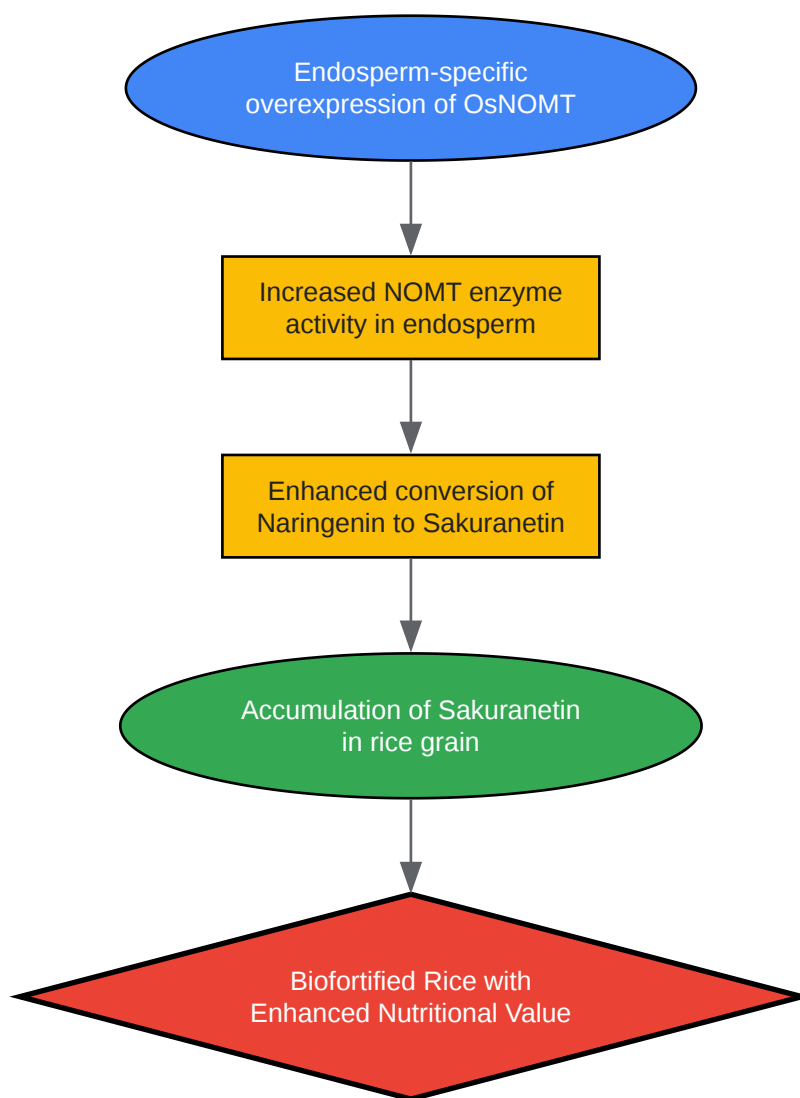 Endosperm-specific
overexpression of OsNOMT
Increased NOMT enzyme
activity in endosperm
Enhanced conversion of
Naringenin to Sakuranetin
Accumulation of Sakuranetin
in rice grain
Biofortified Rice with
Enhanced Nutritional Value